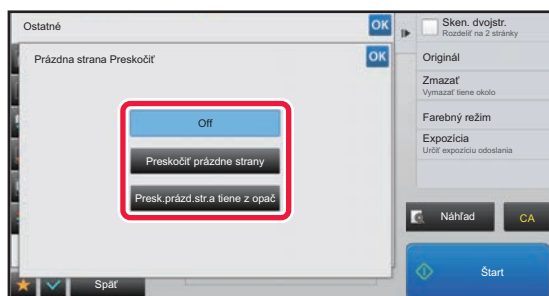 Ostatné
OK
Prázdna strana Preskočiť
OK
Off
Preskočiť prázdne strany
Presk.prázd.str.a tiene z opač
Späť
Sken. dvojstr.
Rozdeliť na 2 stránky
Originál
Zmazať
Vymazať tiene okolo
Farebný režim
Expozícia
Určiť expozíciu odoslania
Náhľad
CA
Štart